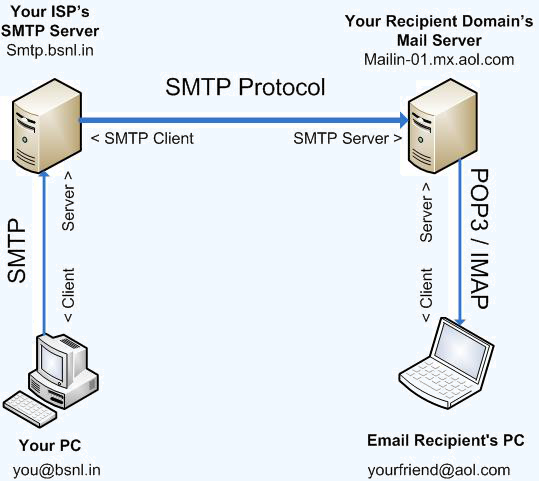 Your ISP's
SMTP Server
Smtp.bsnl.in
Your Recipient Domain's
Mail Server
Mailin-01.mx.aol.com
SMTP Protocol
< SMTP Client
SMTP Server >
SMTP
Server >
< Client
Server >
< Client
POP3 / IMAP
Your PC
you@bsnl.in
Email Recipient's PC
yourfriend@aol.com